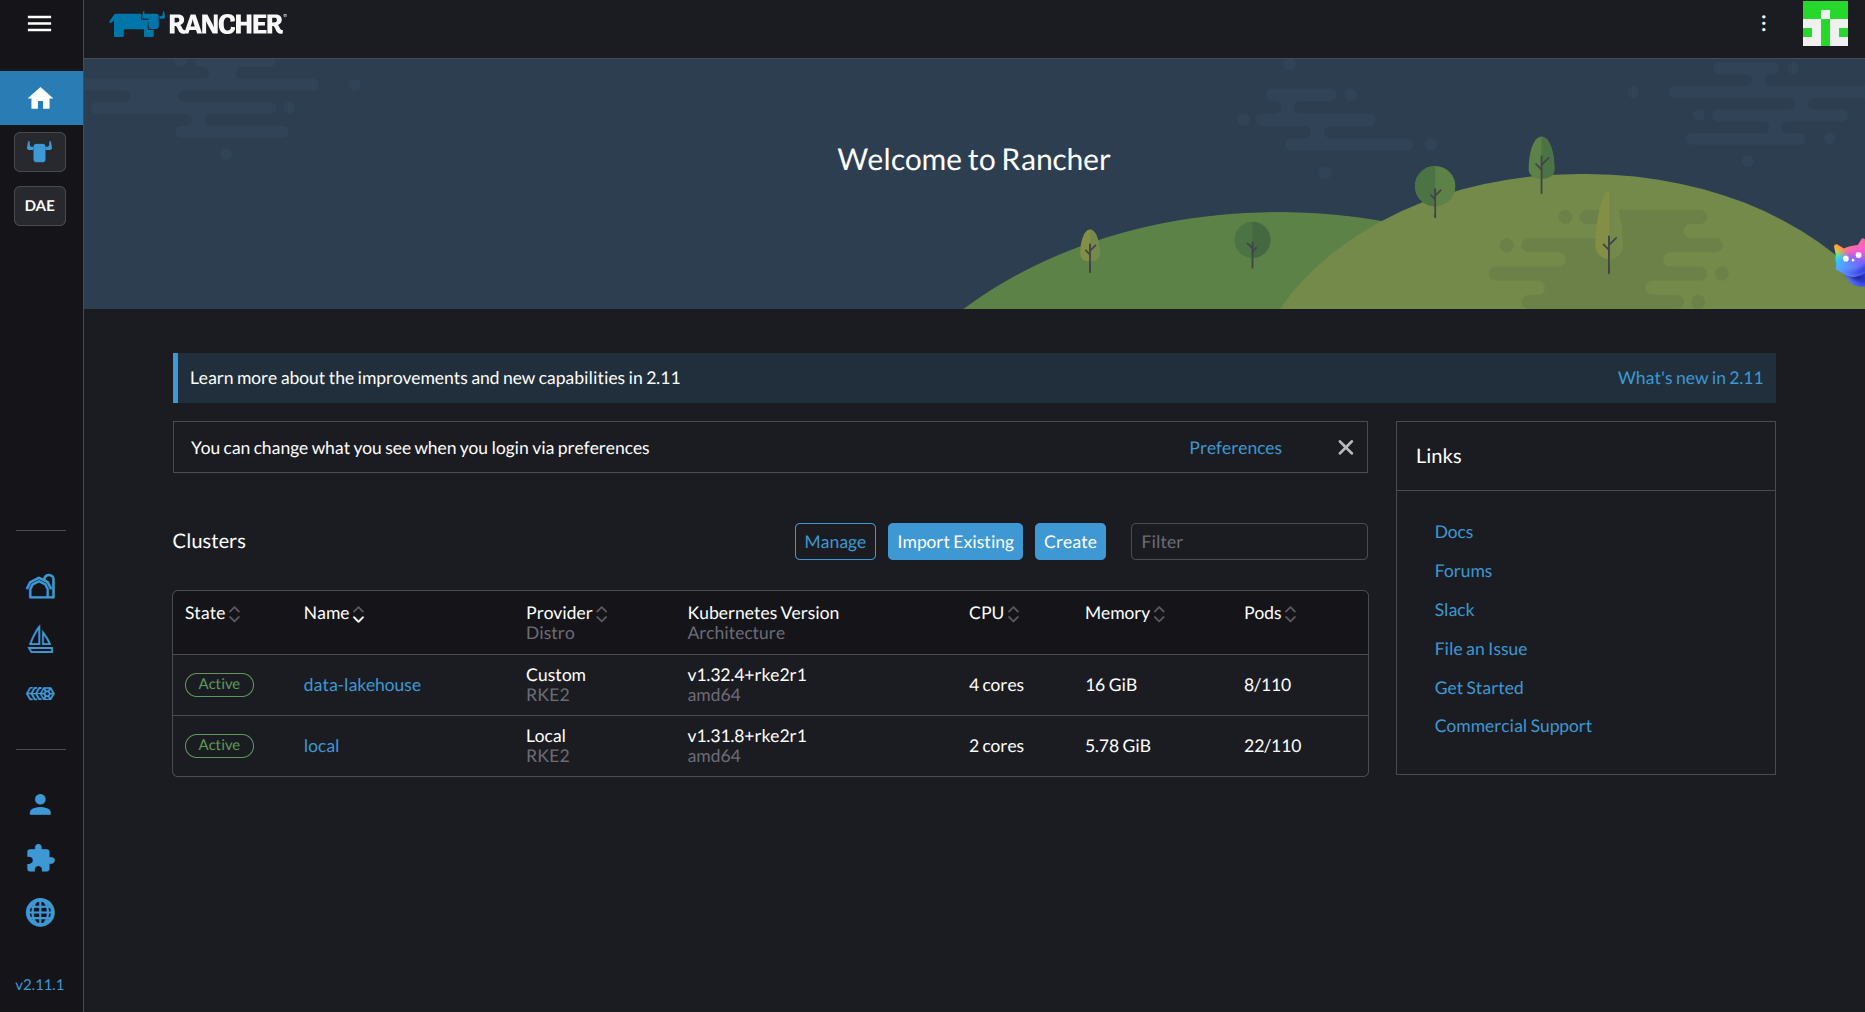 RANCHER
DAE
Welcome to Rancher
Learn more about the improvements and new capabilities in 2.11
What's new in 2.11
You can change what you see when you login via preferences
Preferences
Links
Docs
Forums
Slack
File an Issue
Get Started
Commercial Support
Clusters
Manage
Import Existing
Create
Filter
State Name Provider Kubernetes Version CPU Memory Pods
Distro Architecture
Active data-lakehouse Custom v1.32.4+rke2r1 4 cores 16 GiB 8/110
RKE2 amd64
Active local Local v1.31.8+rke2r1 2 cores 5.78 GiB 22/110
RKE2 amd64
v2.11.1